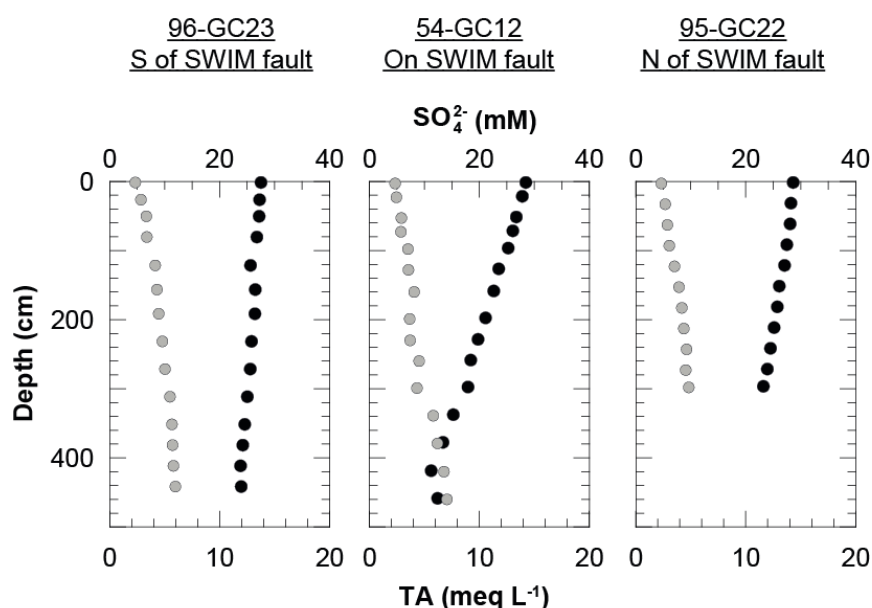 96-GC23 54-GC12 95-GC22
S of SWIM fault On SWIM fault N of SWIM fault
SO₄²⁻ (mM)
0 20 40 0 20 40 0 20 40
0
200
400
Depth (cm)
0 10 20 0 10 20 0 10 20
TA (meq L⁻¹)